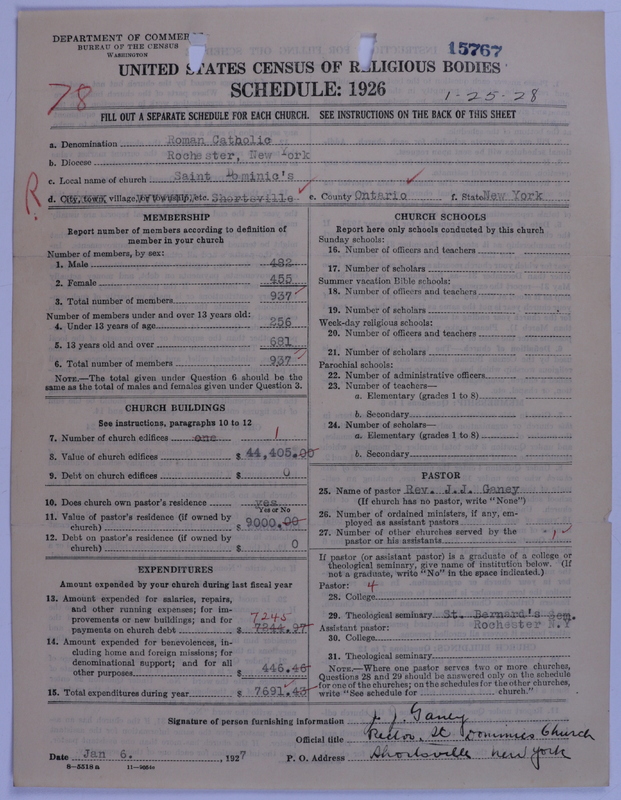 DEPARTMENT OF COMMERCE
BUREAU OF THE CENSUS
WASHINGTON
15767
UNITED STATES CENSUS OF RELIGIOUS BODIES
SCHEDULE: 1926
78
1-25-28
FILL OUT A SEPARATE SCHEDULE FOR EACH CHURCH. SEE INSTRUCTIONS ON THE BACK OF THIS SHEET
a. Denomination Roman Catholic
b. Diocese Rochester, New York
c. Local name of church Saint Dominic's
R
d. City, town, village, or township, etc. Shortsville e. County Ontario f. State New York
MEMBERSHIP
Report number of members according to definition of
member in your church
Number of members, by sex:
1. Male 482
2. Female 455
3. Total number of members 937
Number of members under and over 13 years old:
4. Under 13 years of age 256
5. 13 years old and over 681
6. Total number of members 937
NOTE.—The total given under Question 6 should be the
same as the total of males and females given under Question 3.
CHURCH BUILDINGS
See instructions, paragraphs 10 to 12
7. Number of church edifices one 1
8. Value of church edifices $ 44,405.00
9. Debt on church edifices $ 0
10. Does church own pastor's residence yes
Yes or No
11. Value of pastor's residence (if owned by
church) $ 9000.00
12. Debt on pastor's residence (if owned by
church) $ 0
EXPENDITURES
Amount expended by your church during last fiscal year
13. Amount expended for salaries, repairs,
and other running expenses; for im-
provements or new buildings; and for
7245
payments on church debt $ 7244.97
14. Amount expended for benevolences, in-
cluding home and foreign missions; for
denominational support; and for all
other purposes $ 446.46
15. Total expenditures during year $ 7691.43
CHURCH SCHOOLS
Report here only schools conducted by this church
Sunday schools:
16. Number of officers and teachers
17. Number of scholars
Summer vacation Bible schools:
18. Number of officers and teachers
19. Number of scholars
Week-day religious schools:
20. Number of officers and teachers
21. Number of scholars
Parochial schools:
22. Number of administrative officers
23. Number of teachers—
a. Elementary (grades 1 to 8)
b. Secondary
24. Number of scholars—
a. Elementary (grades 1 to 8)
b. Secondary
PASTOR
25. Name of pastor Rev. J.J. Ganey
(If church has no pastor, write "None")
26. Number of ordained ministers, if any, em-
ployed as assistant pastors
27. Number of other churches served by the
pastor or his assistants 1
If pastor (or assistant pastor) is a graduate of a college or
theological seminary, give name of institution below. (If
not a graduate, write "No" in the space indicated.)
Pastor: 4
28. College
29. Theological seminary St. Bernard's Sem.
Assistant pastor: Rochester N.Y
30. College
31. Theological seminary
NOTE.—Where one pastor serves two or more churches,
Questions 28 and 29 should be answered only on the schedule
for one of the churches; on the schedules for the other churches,
write "See schedule for church."
Signature of person furnishing information J. J. Ganey
Official title Rector St Dominics Church
Date Jan 6. , 1927 P. O. Address Shortsville New York
8-5518a 11-9554